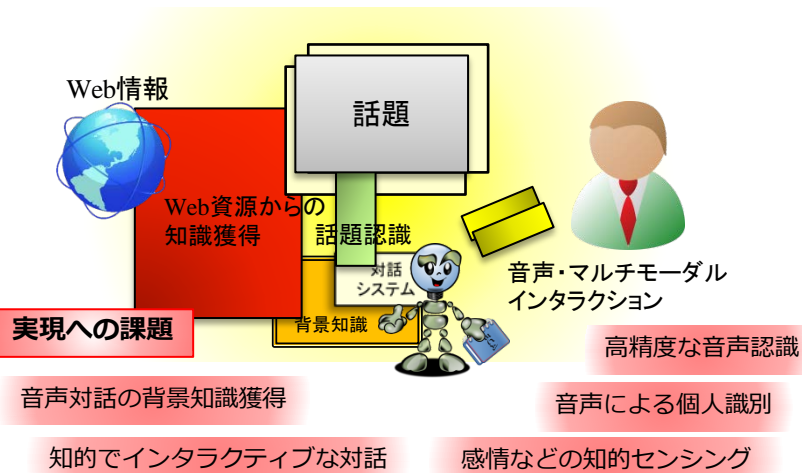 Web情報
話題
Web資源からの
知識獲得
話題認識
対話
システム
背景知識
音声・マルチモーダル
インタラクション
実現への課題
高精度な音声認識
音声対話の背景知識獲得
音声による個人識別
知的でインタラクティブな対話
感情などの知的センシング